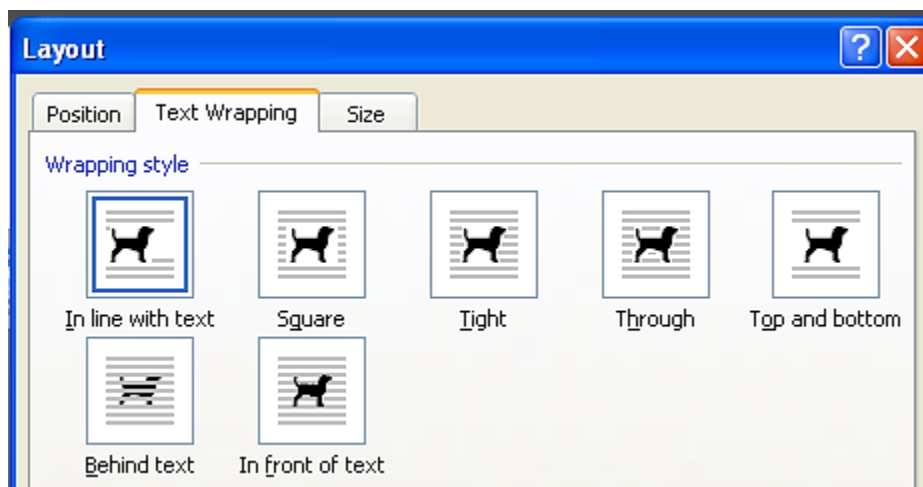 Layout
Position Text Wrapping Size
Wrapping style
In line with text Square Tight Through Top and bottom
Behind text In front of text